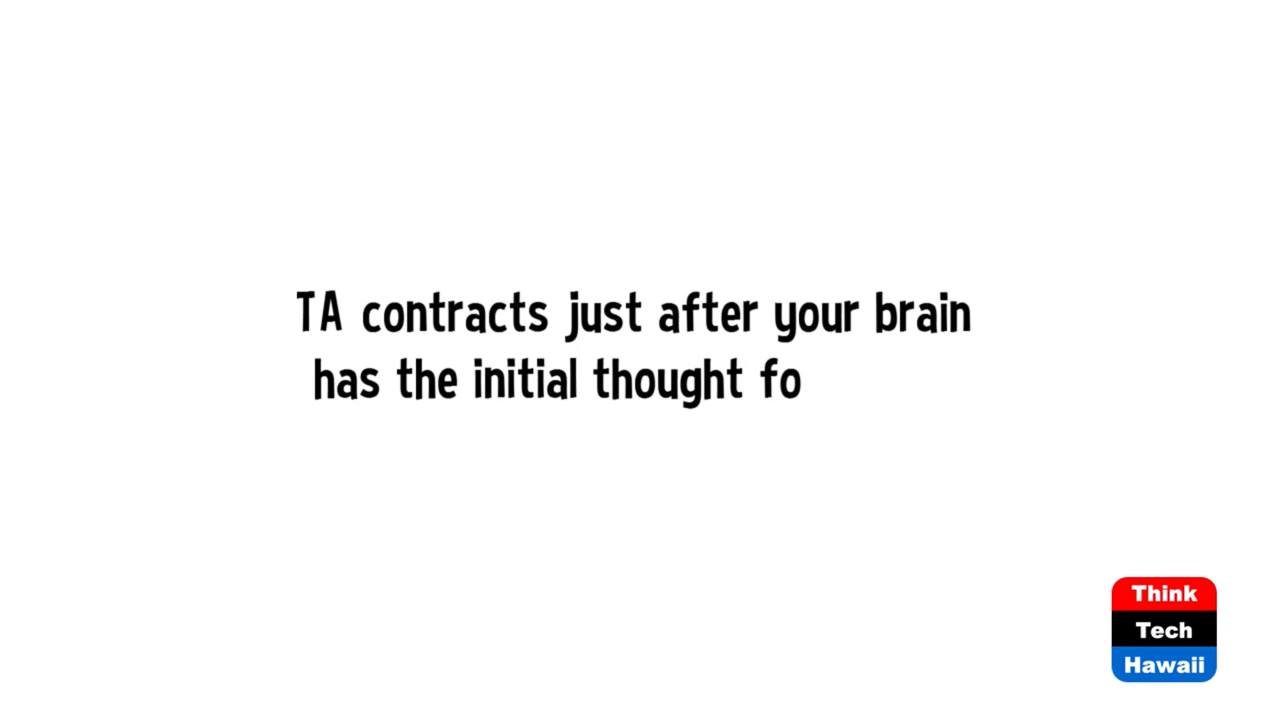 TA contracts just after your brain
has the initial thought fo
Think
Tech
Hawaii